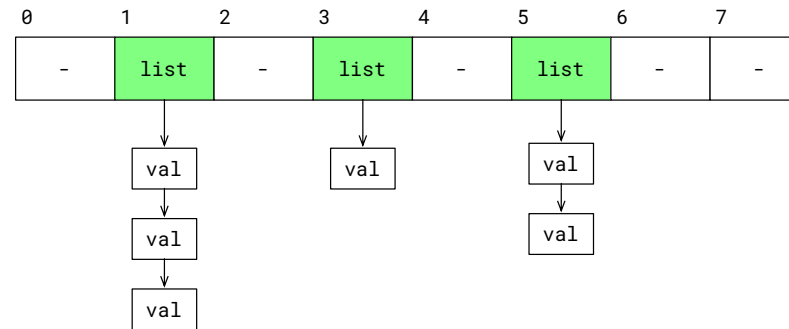 0 1 2 3 4 5 6 7
- list - list - list - -
val val val
val val
val